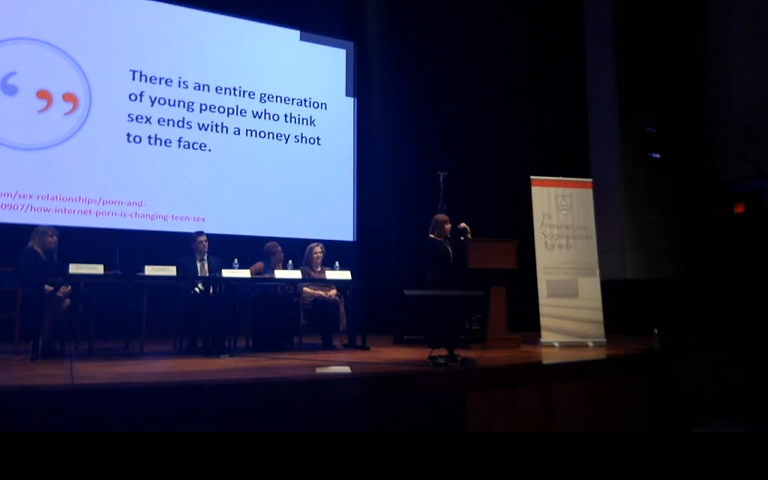 There is an entire generation
of young people who think
sex ends with a money shot
to the face.
om/sex-relationships/porn-and-
0907/how-internet-porn-is-changing-teen-sex